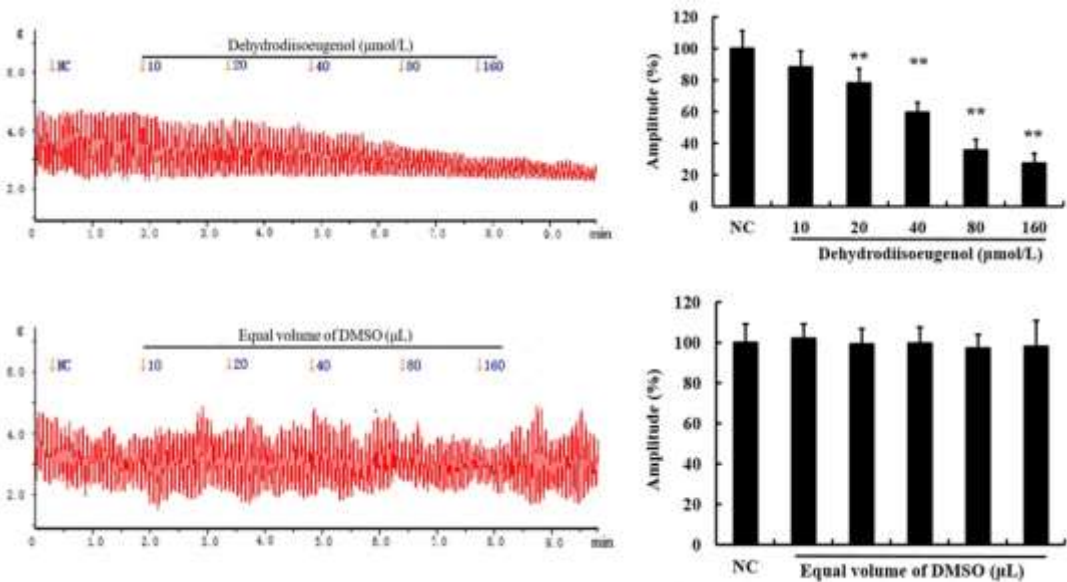 g
Dehydrodiisoeugenol (μmol/L)
↓NC ↓10 ↓20 ↓40 ↓80 ↓160
6.0
4.0
2.0
0. 1.0 2.0 3.0 4.0 5.0 6.0 7.0 8.0 9.0 min
120
100
80
60
40
20
0
Amplitude (%)
** ** ** **
NC 10 20 40 80 160
Dehydrodiisoeugenol (μmol/L)
g
Equal volume of DMSO (μL)
↓NC ↓10 ↓20 ↓40 ↓80 ↓160
6.0
4.0
2.0
0. 1.0 2.0 3.0 4.0 5.0 6.0 7.0 8.0 9.0 min
120
100
80
60
40
20
0
Amplitude (%)
NC
Equal volume of DMSO (μL)